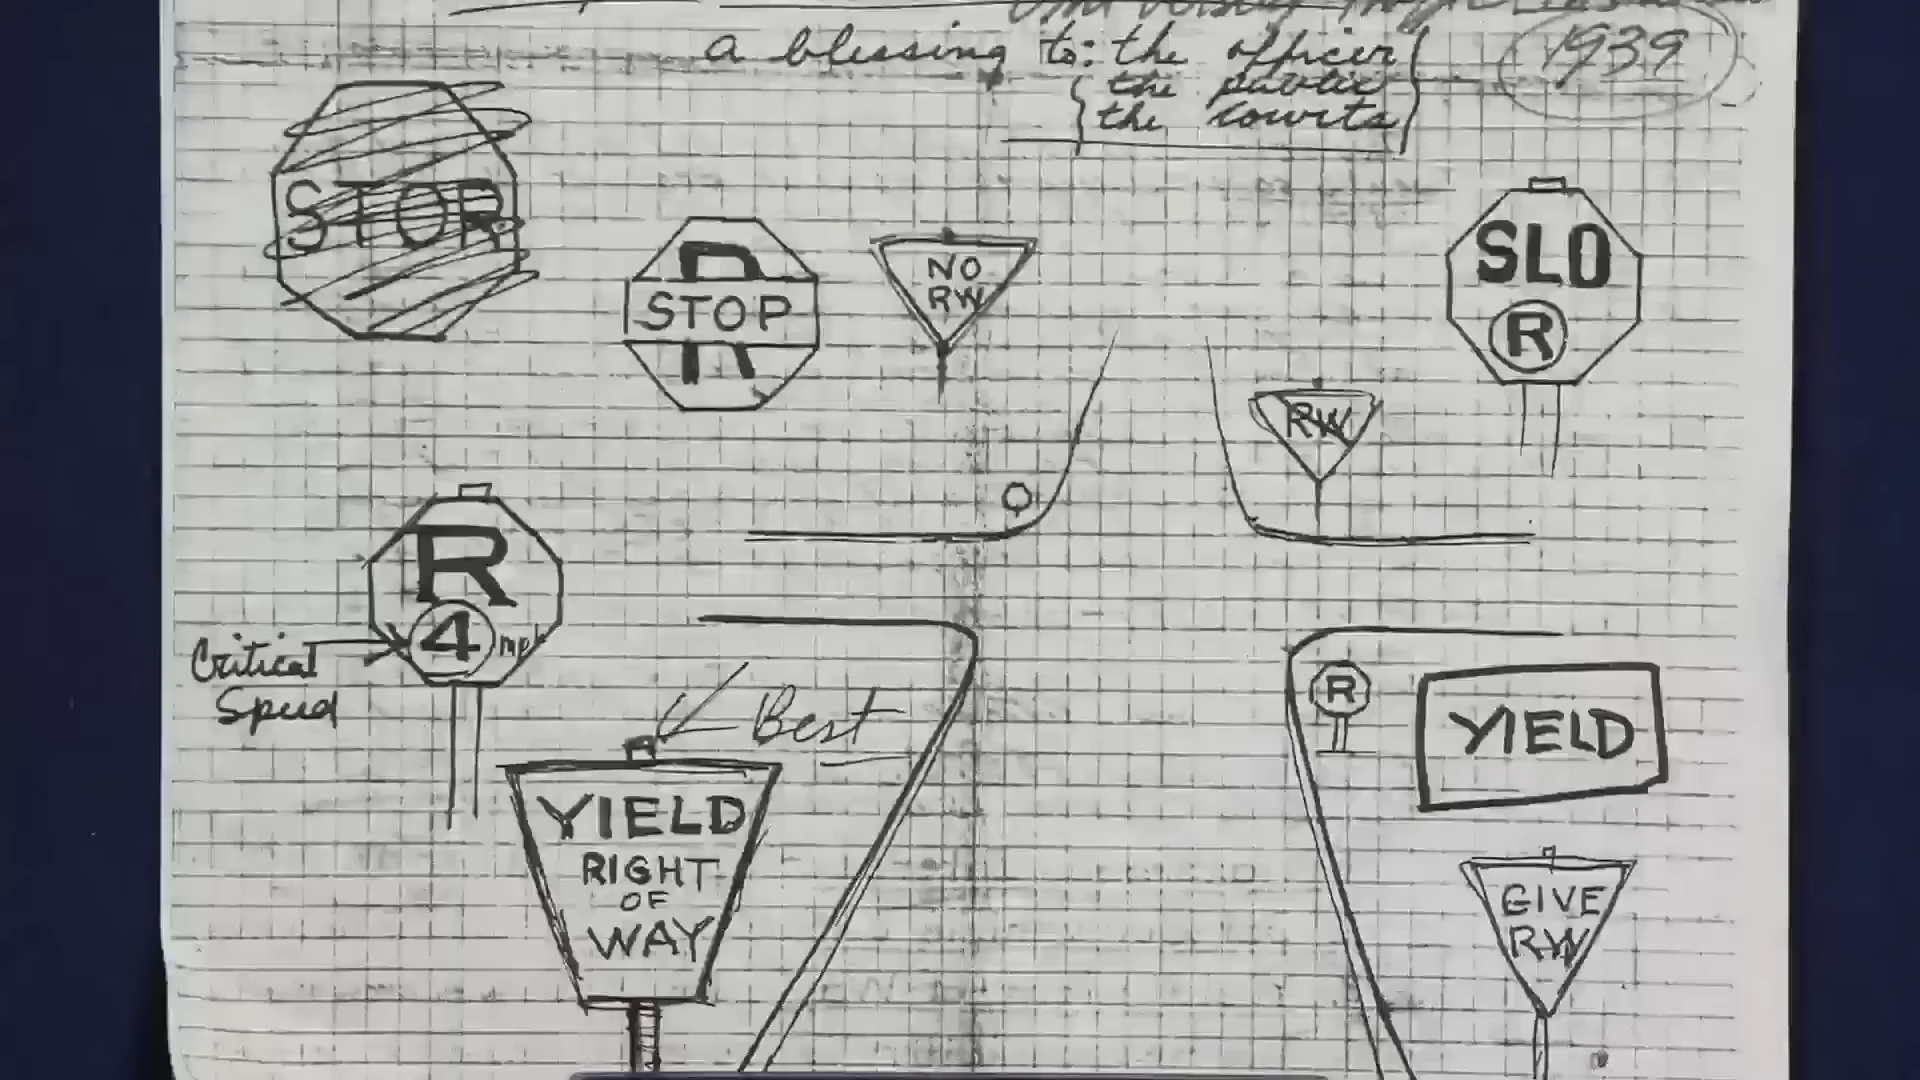 a blessing to: the officer
the public
the courts
1939
STOP
R
STOP
NO
RW
SLO
R
RW
R
4 mph
Critical
Speed
Best
YIELD
RIGHT
OF
WAY
R
YIELD
GIVE
RW